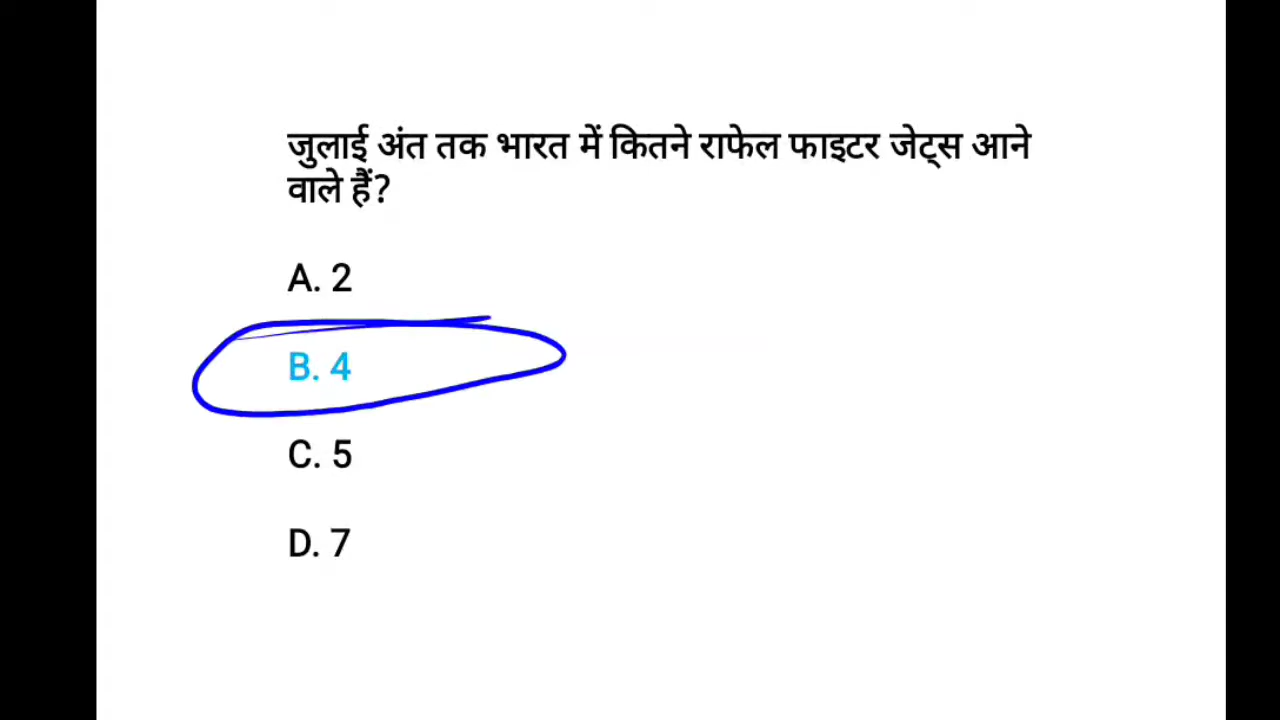 जुलाई अंत तक भारत में कितने राफेल फाइटर जेट्स आने
वाले हैं?
A. 2
B. 4
C. 5
D. 7